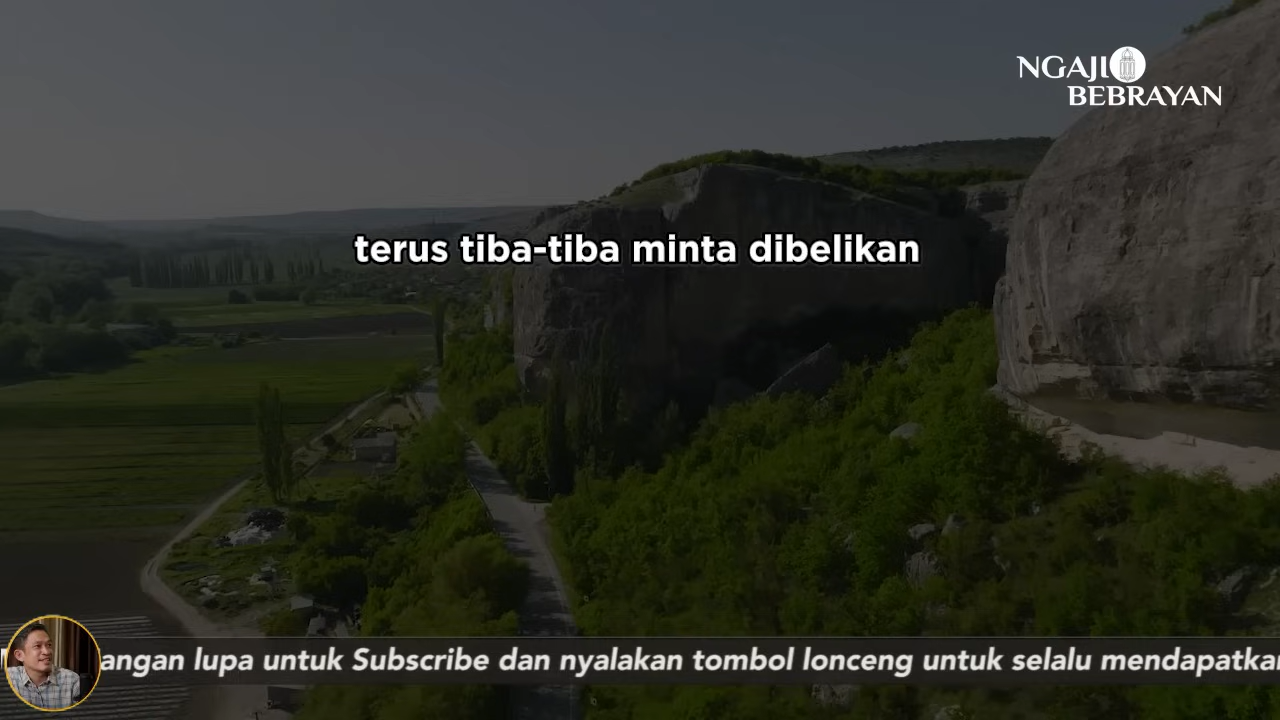 NGAJI
BEBRAYAN
terus tiba-tiba minta dibelikan
angan lupa untuk Subscribe dan nyalakan tombol lonceng untuk selalu mendapatkan